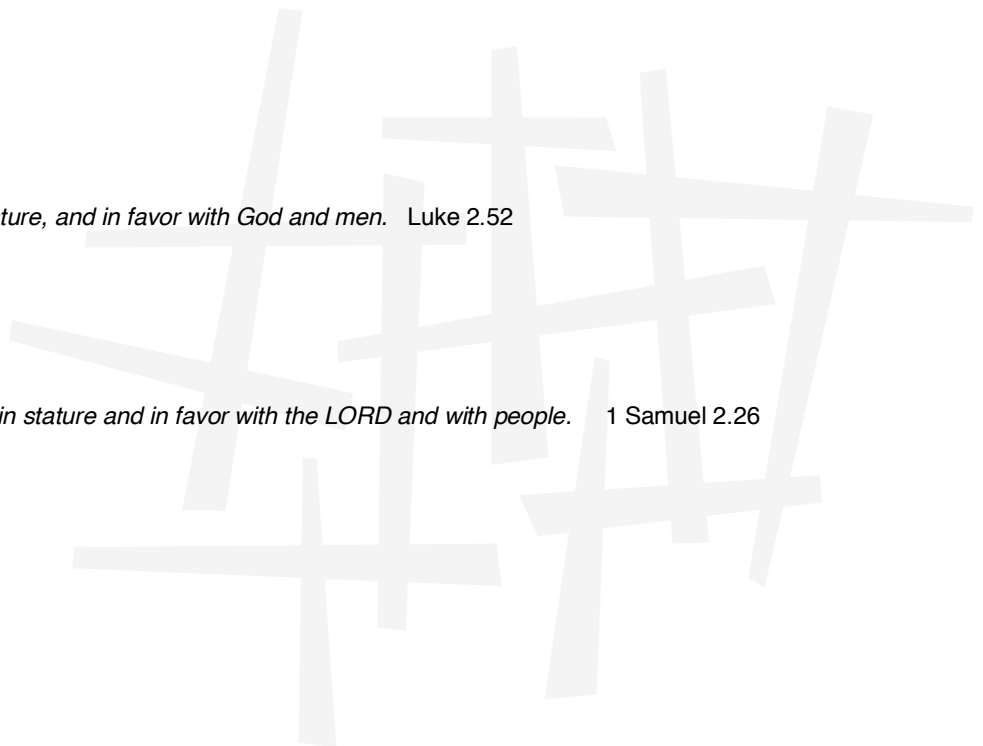 ture, and in favor with God and men. Luke 2.52
in stature and in favor with the LORD and with people. 1 Samuel 2.26